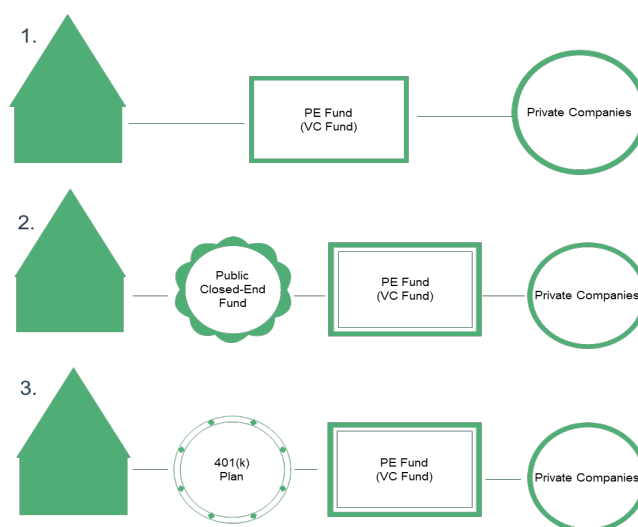 1.
PE Fund
(VC Fund)
Private Companies
2.
Public
Closed-End
Fund
PE Fund
(VC Fund)
Private Companies
3.
401(k)
Plan
PE Fund
(VC Fund)
Private Companies